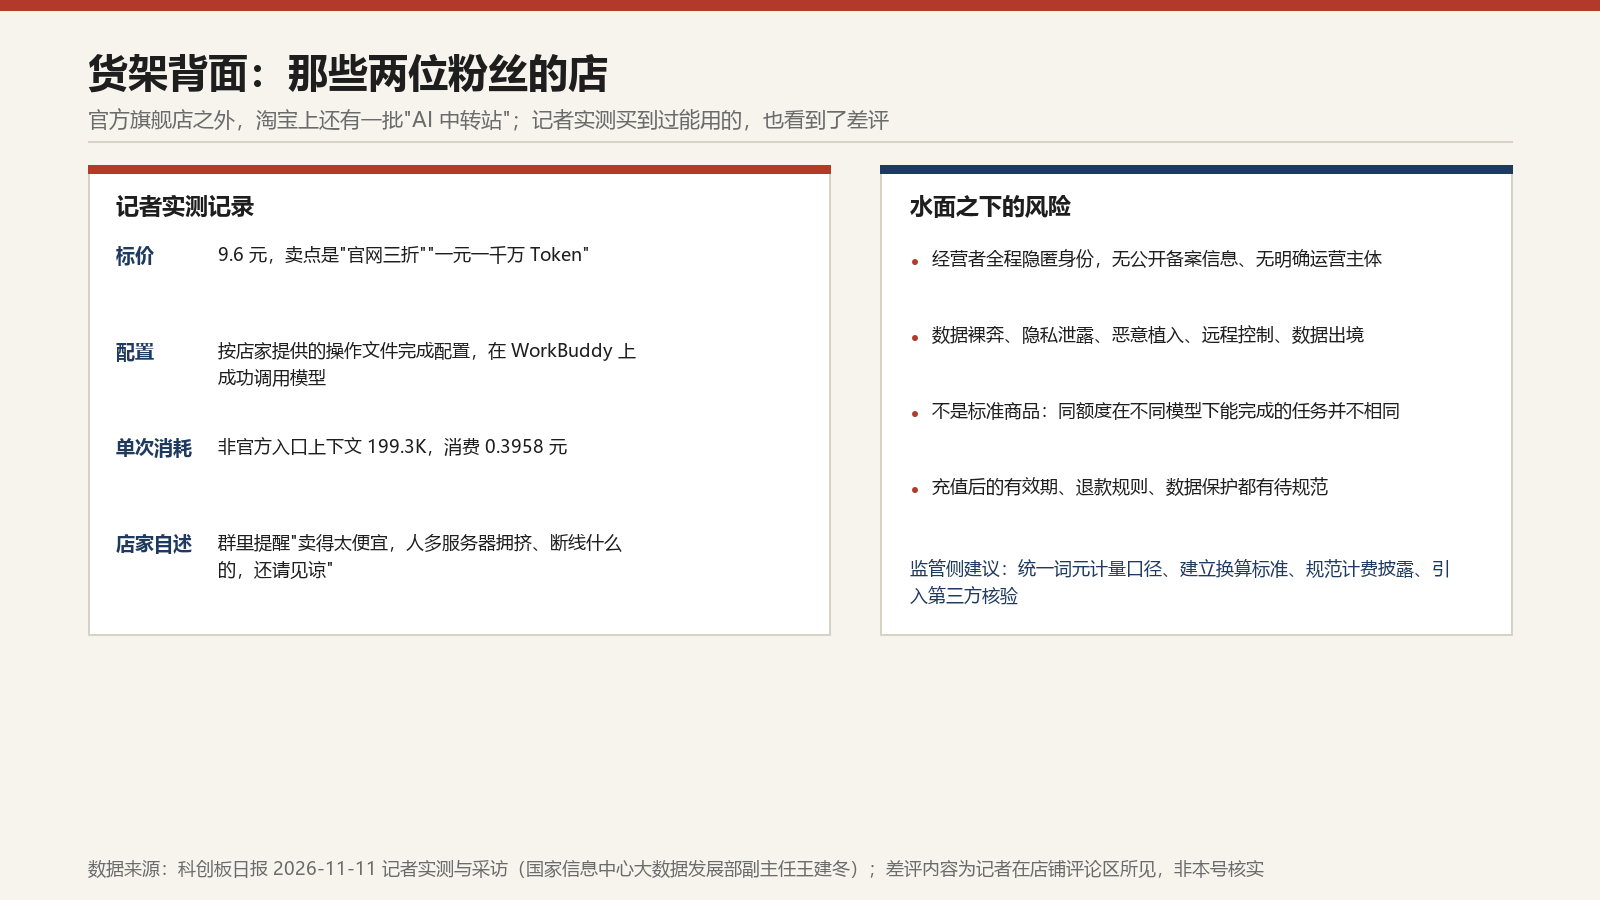 货架背面：那些两位粉丝的店
官方旗舰店之外，淘宝上还有一批"AI 中转站"；记者实测买到过能用的，也看到了差评
记者实测记录
标价
9.6 元，卖点是"官网三折""一元一千万 Token"
配置
按店家提供的操作文件完成配置，在 WorkBuddy 上
成功调用模型
单次消耗
非官方入口上下文 199.3K，消费 0.3958 元
店家自述
群里提醒"卖得太便宜，人多服务器拥挤、断线什么
的，还请见谅"
水面之下的风险
• 经营者全程隐匿身份，无公开备案信息、无明确运营主体
• 数据裸奔、隐私泄露、恶意植入、远程控制、数据出境
• 不是标准商品：同额度在不同模型下能完成的任务并不相同
• 充值后的有效期、退款规则、数据保护都有待规范
监管侧建议：统一词元计量口径、建立换算标准、规范计费披露、引
入第三方核验
数据来源：科创板日报 2026-11-11 记者实测与采访（国家信息中心大数据发展部副主任王建冬）；差评内容为记者在店铺评论区所见，非本号核实